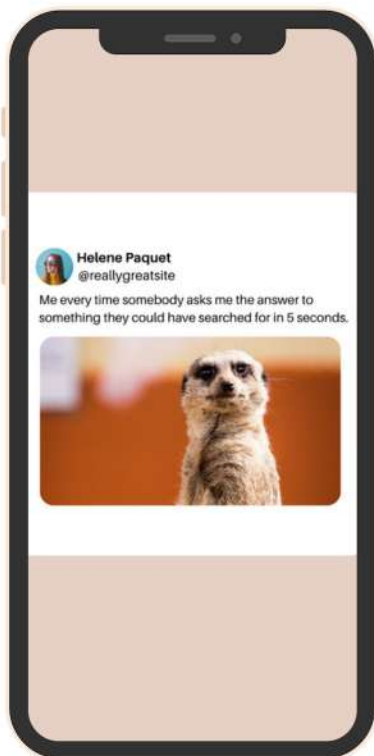 Helene Paquet
@reallygreatsite
Me every time somebody asks me the answer to
something they could have searched for in 5 seconds.